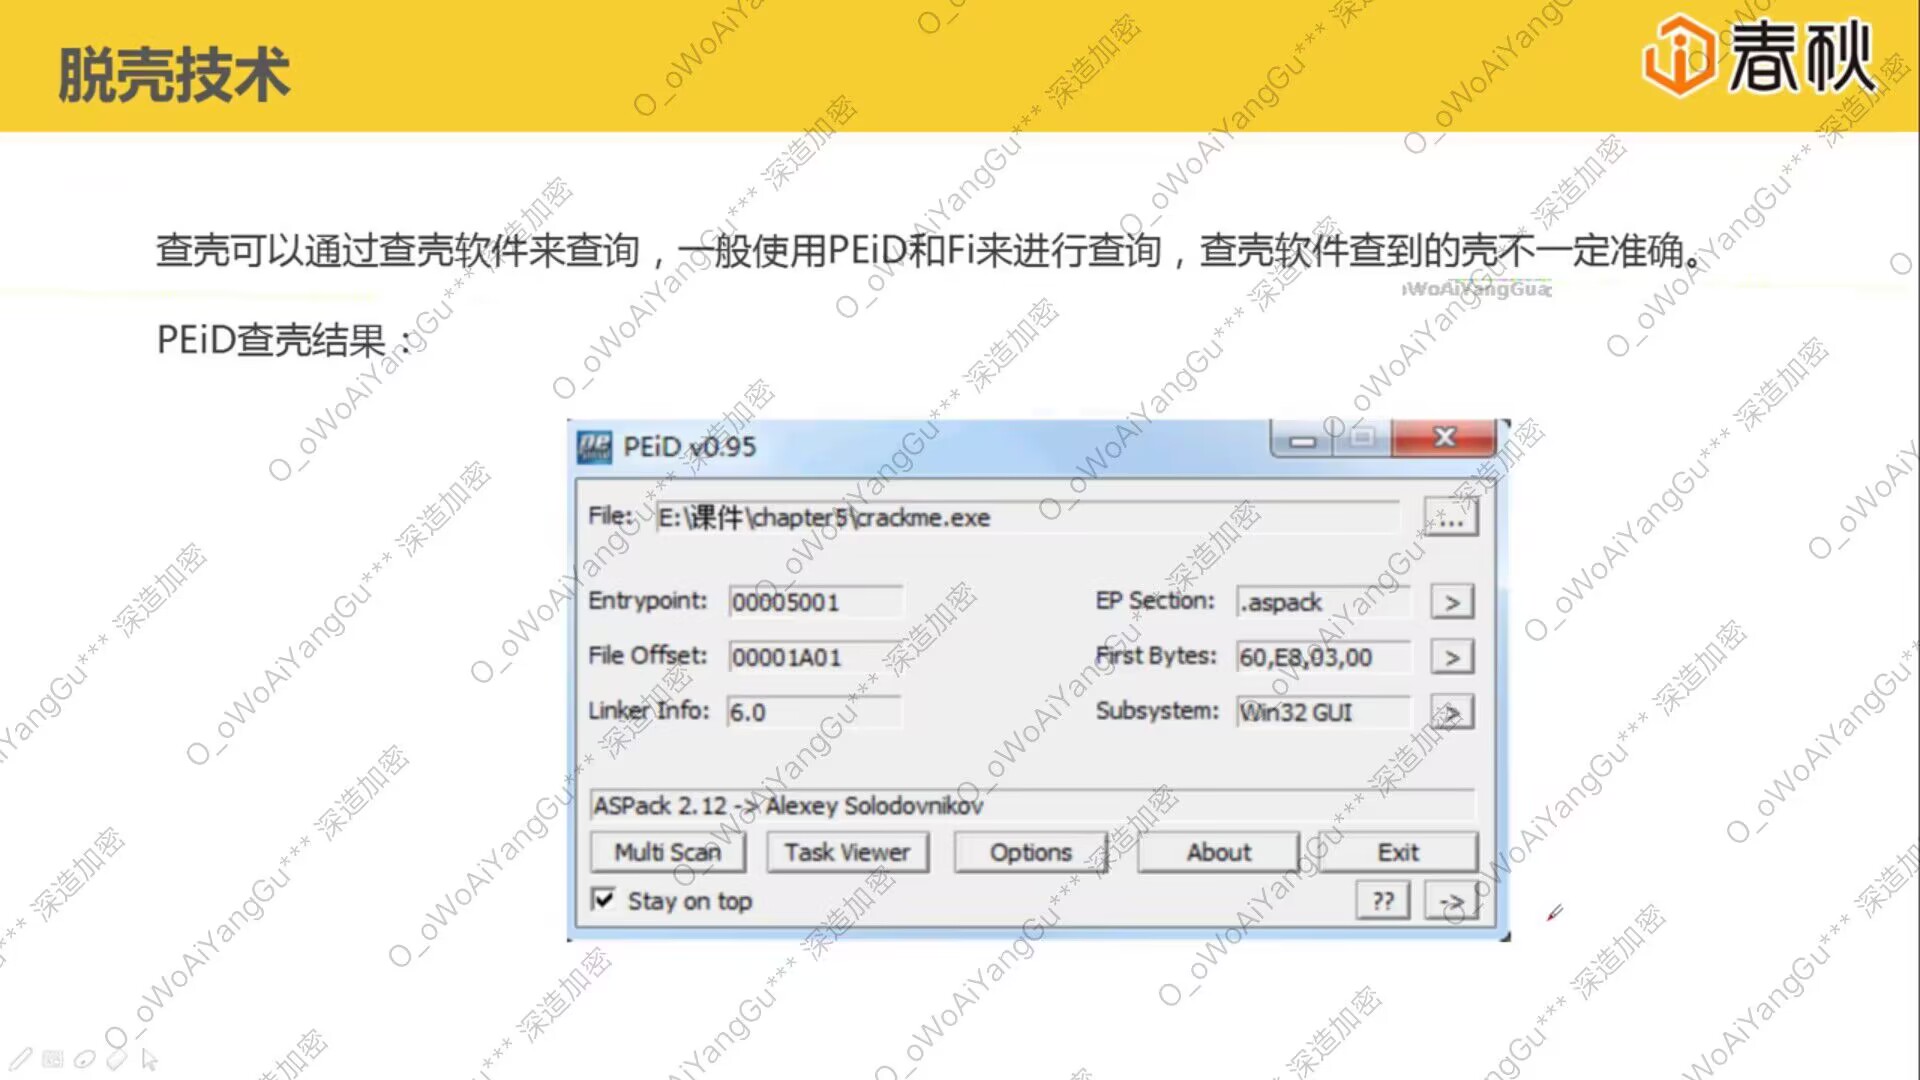 脱壳技术
春秋
查壳可以通过查壳软件来查询，一般使用PEiD和Fi来进行查询，查壳软件查到的壳不一定准确。
PEiD查壳结果：
PEiD v0.95
File: E:\课件\chapter5\crackme.exe ...
Entrypoint: 00005001 EP Section: .aspack >
File Offset: 00001A01 First Bytes: 60,E8,03,00 >
Linker Info: 6.0 Subsystem: Win32 GUI >
ASPack 2.12 -> Alexey Solodovnikov
Multi Scan Task Viewer Options About Exit
Stay on top ?? ->
O_oWoAiYangGu*** 深造加密